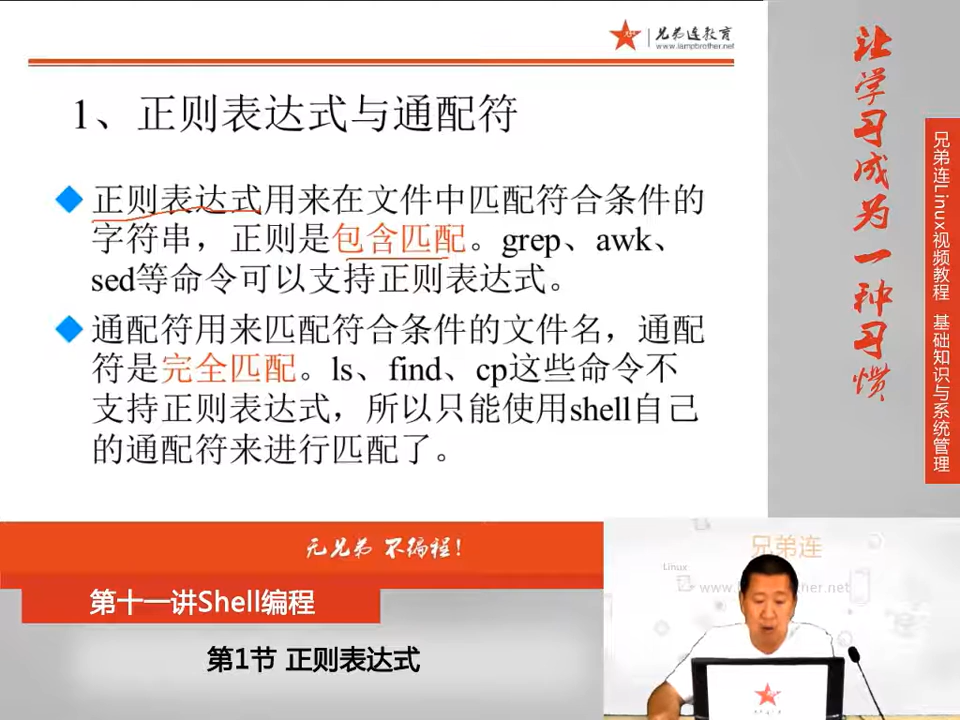 兄弟连教育
www.lampbrother.net
1、正则表达式与通配符
正则表达式用来在文件中匹配符合条件的
字符串，正则是包含匹配。grep、awk、
sed等命令可以支持正则表达式。
通配符用来匹配符合条件的文件名，通配
符是完全匹配。ls、find、cp这些命令不
支持正则表达式，所以只能使用shell自己
的通配符来进行匹配了。
让学习成为一种习惯
兄弟连Linux视频教程 基础知识与系统管理
无兄弟 不编程！
第十一讲Shell编程
第1节 正则表达式
兄弟连
Linux